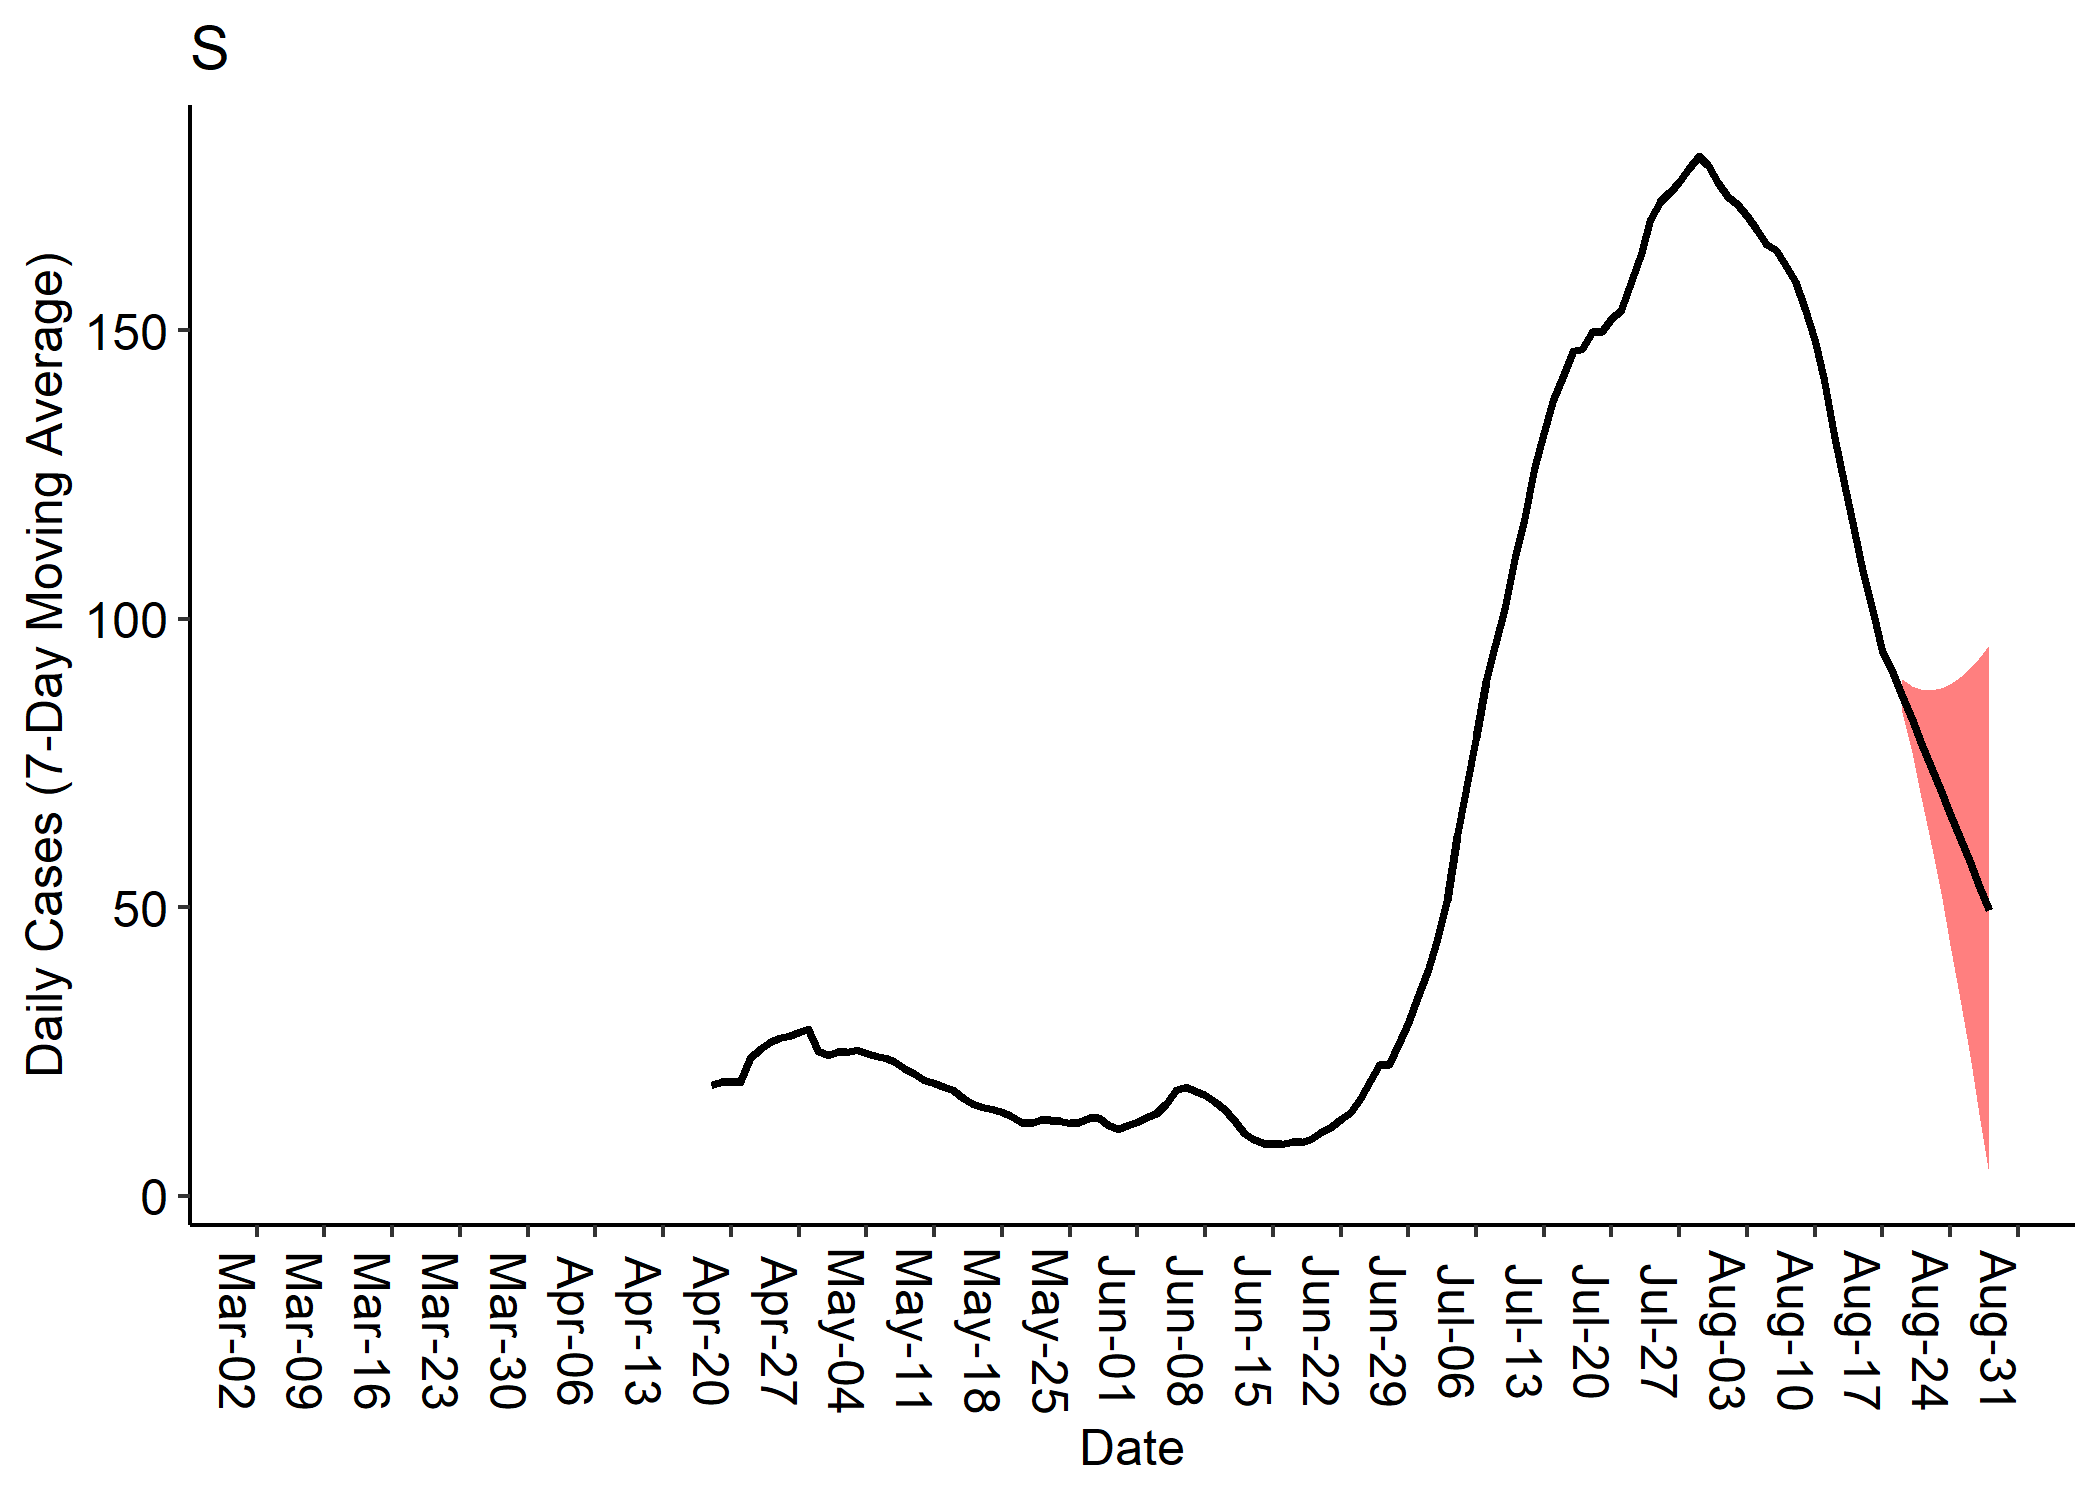 S
Daily Cases (7-Day Moving Average)
150
100
50
0
Mar-02
Mar-09
Mar-16
Mar-23
Mar-30
Apr-06
Apr-13
Apr-20
Apr-27
May-04
May-11
May-18
May-25
Jun-01
Jun-08
Jun-15
Jun-22
Jun-29
Jul-06
Jul-13
Jul-20
Jul-27
Aug-03
Aug-10
Aug-17
Aug-24
Aug-31
Date